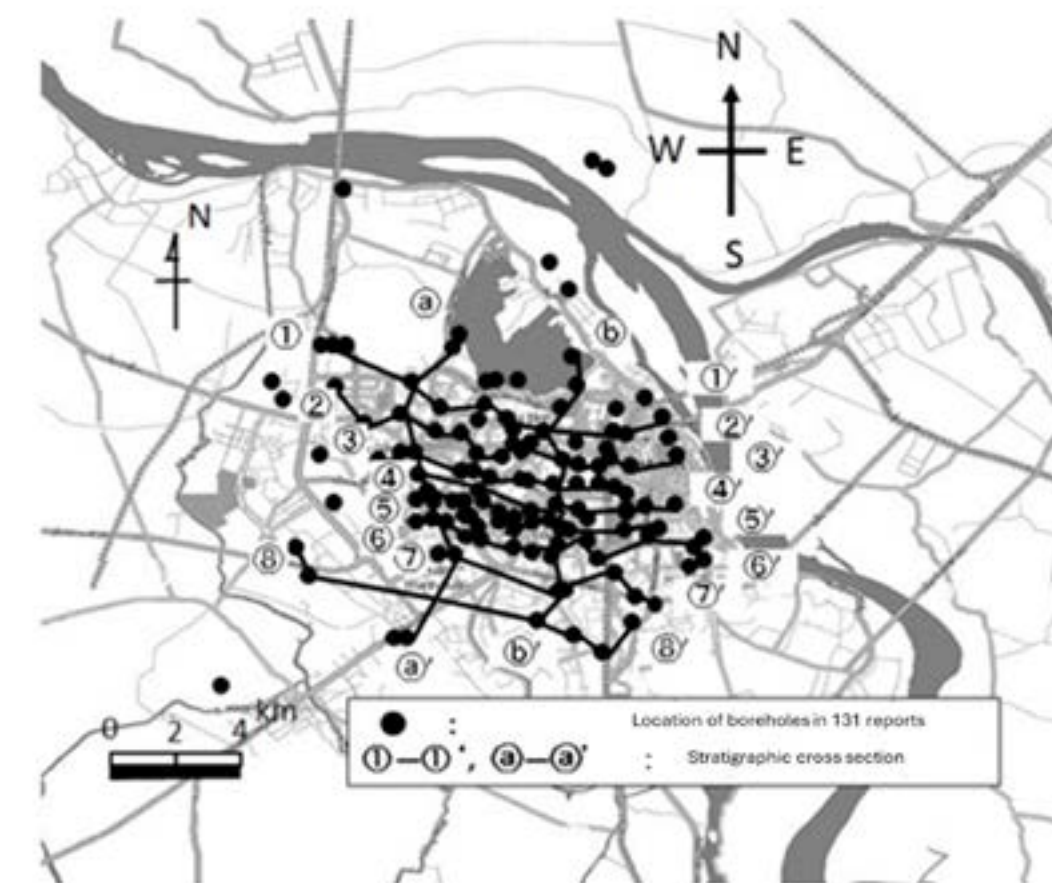 N
W E
N
S
ⓐ
① ⓑ
①′
② ②′
③ ③′
④ ④′
⑤ ⑤′
⑥ ⑥′
⑧ ⑦ ⑦′
ⓐ′ ⓑ′ ⑧′
km
0 2 4
: Location of boreholes in 131 reports
①—①′, ⓐ—ⓐ′ : Stratigraphic cross section